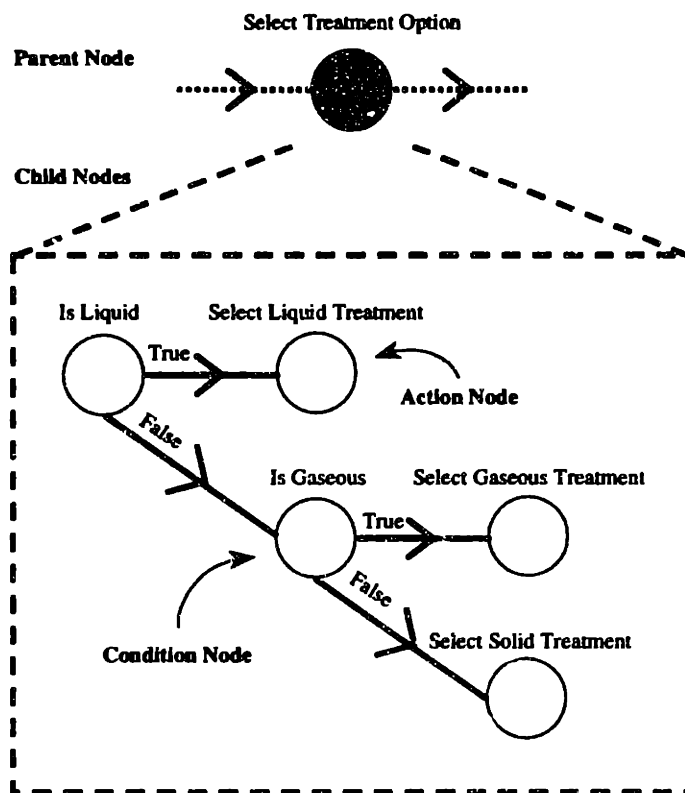 Select Treatment Option
Parent Node
Child Nodes
Is Liquid
Select Liquid Treatment
True
Action Node
False
Is Gaseous
Select Gaseous Treatment
True
False
Condition Node
Select Solid Treatment